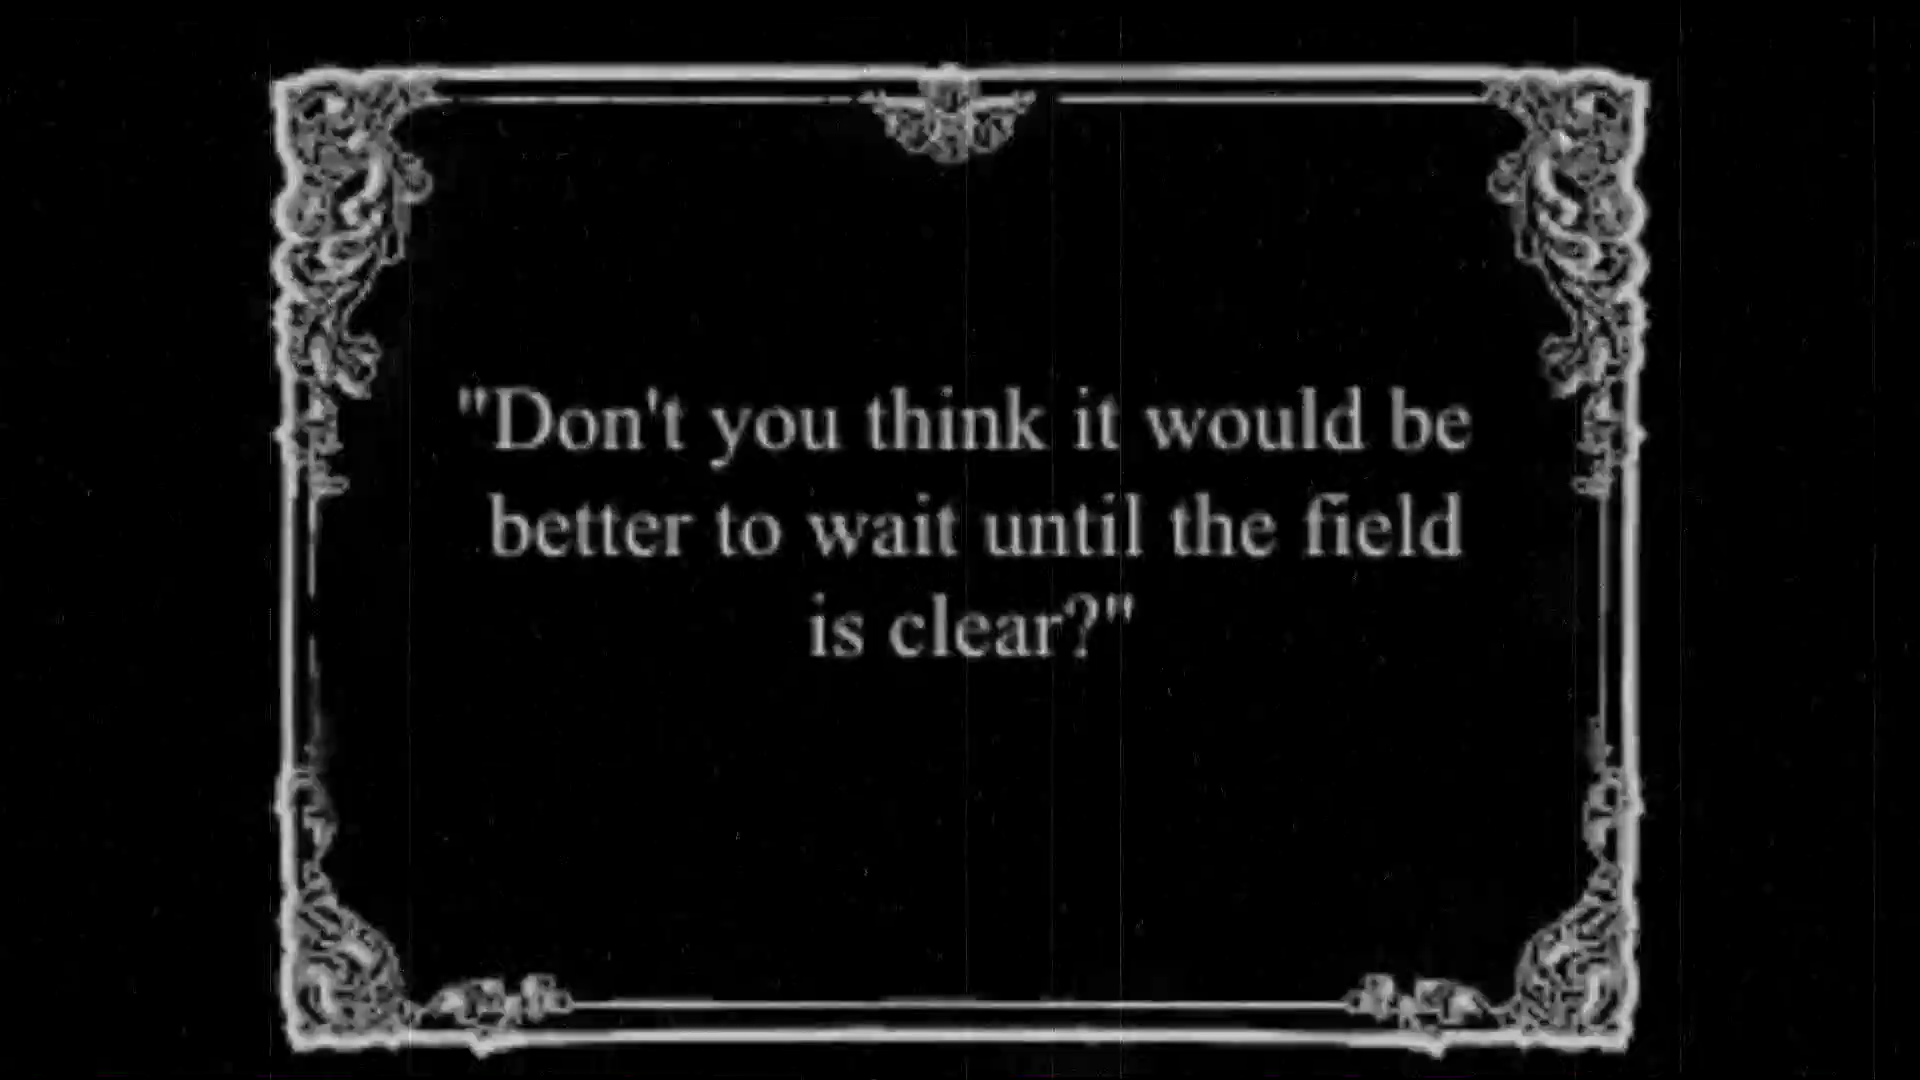 "Don't you think it would be
better to wait until the field
is clear?"